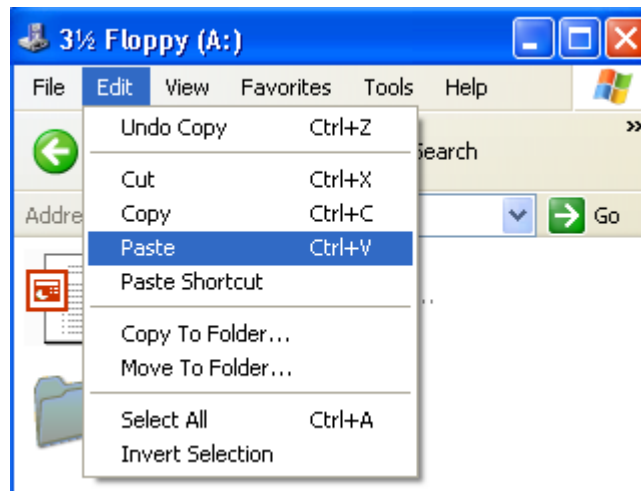 3½ Floppy (A:)
File Edit View Favorites Tools Help
Undo Copy Ctrl+Z
Search
Cut Ctrl+X
Copy Ctrl+C
Go
Paste Ctrl+V
Paste Shortcut
Copy To Folder...
Move To Folder...
Select All Ctrl+A
Invert Selection